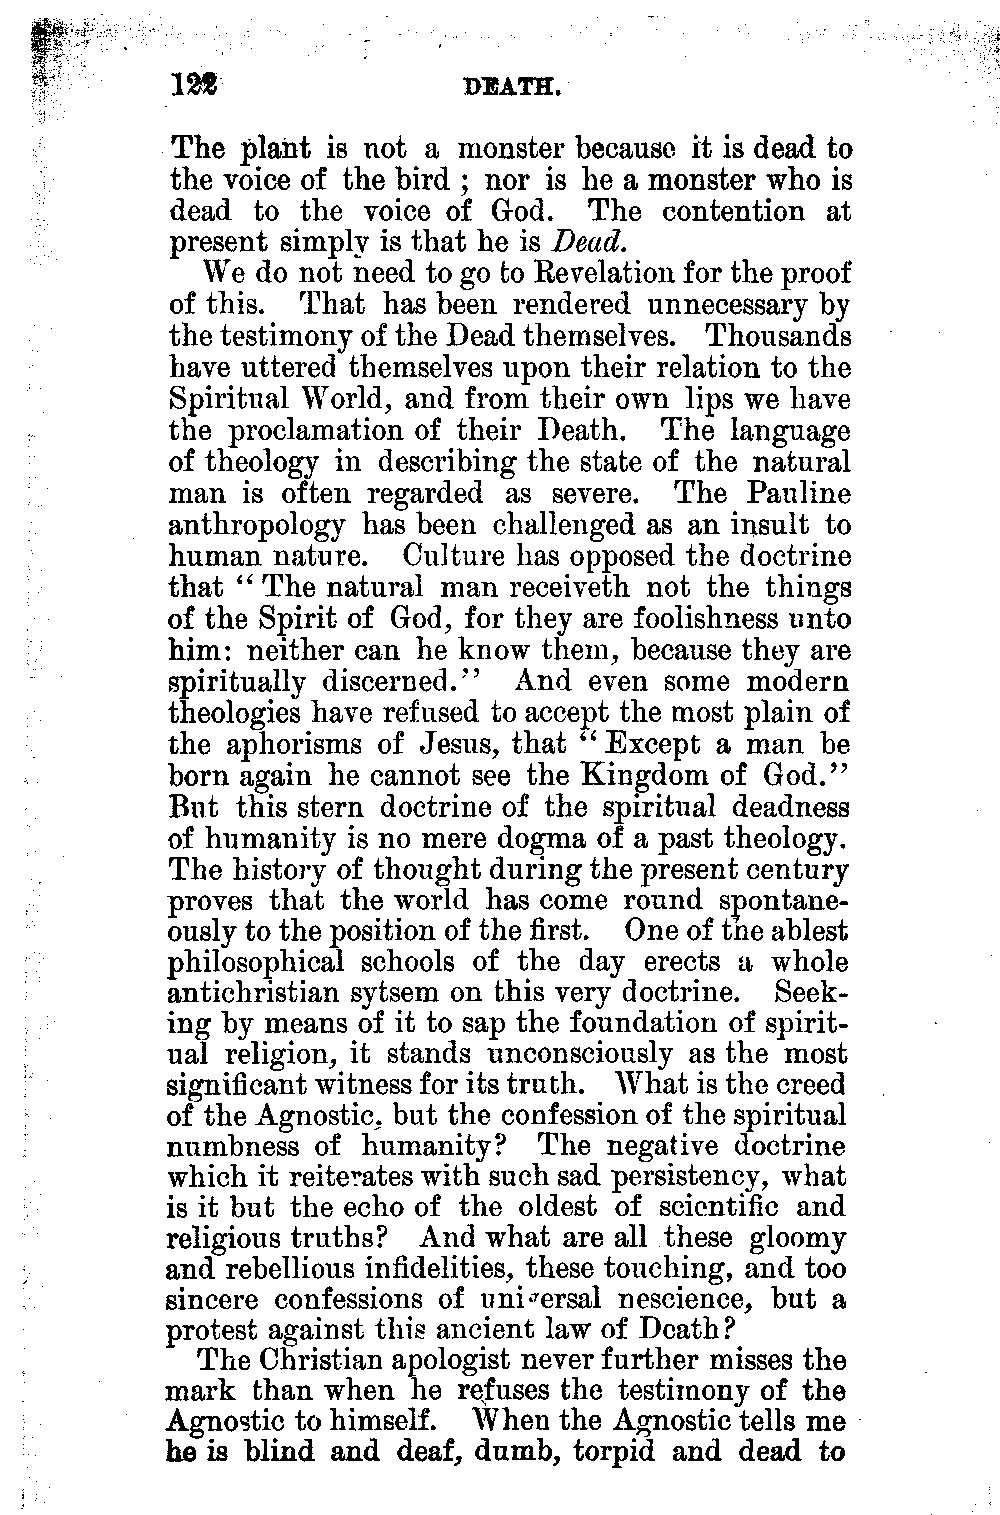 122 DEATH.
The plant is not a monster because it is dead to
the voice of the bird ; nor is he a monster who is
dead to the voice of God. The contention at
present simply is that he is Dead.
We do not need to go to Revelation for the proof
of this. That has been rendered unnecessary by
the testimony of the Dead themselves. Thousands
have uttered themselves upon their relation to the
Spiritual World, and from their own lips we have
the proclamation of their Death. The language
of theology in describing the state of the natural
man is often regarded as severe. The Pauline
anthropology has been challenged as an insult to
human nature. Culture has opposed the doctrine
that “ The natural man receiveth not the things
of the Spirit of God, for they are foolishness unto
him: neither can he know them, because they are
spiritually discerned.” And even some modern
theologies have refused to accept the most plain of
the aphorisms of Jesus, that “ Except a man be
born again he cannot see the Kingdom of God.”
But this stern doctrine of the spiritual deadness
of humanity is no mere dogma of a past theology.
The history of thought during the present century
proves that the world has come round spontane-
ously to the position of the first. One of the ablest
philosophical schools of the day erects a whole
antichristian sytsem on this very doctrine. Seek-
ing by means of it to sap the foundation of spirit-
ual religion, it stands unconsciously as the most
significant witness for its truth. What is the creed
of the Agnostic, but the confession of the spiritual
numbness of humanity? The negative doctrine
which it reiterates with such sad persistency, what
is it but the echo of the oldest of scientific and
religious truths? And what are all these gloomy
and rebellious infidelities, these touching, and too
sincere confessions of universal nescience, but a
protest against this ancient law of Death?
The Christian apologist never further misses the
mark than when he refuses the testimony of the
Agnostic to himself. When the Agnostic tells me
he is blind and deaf, dumb, torpid and dead to